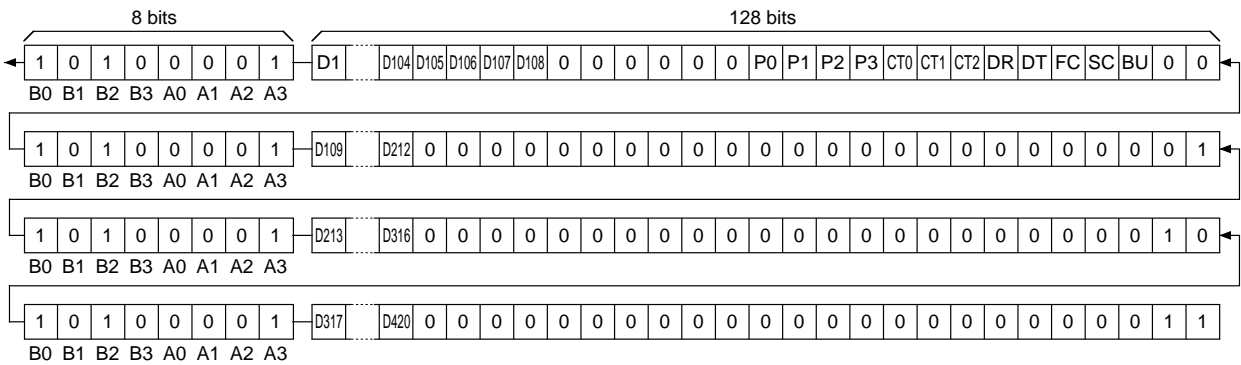 8 bits 128 bits
1 0 1 0 0 0 0 1 D1 D104 D105 D106 D107 D108 0 0 0 0 0 0 P0 P1 P2 P3 CT0 CT1 CT2 DR DT FC SC BU 0 0
B0 B1 B2 B3 A0 A1 A2 A3
1 0 1 0 0 0 0 1 D109 D212 0 0 0 0 0 0 0 0 0 0 0 0 0 0 0 0 0 0 0 0 0 0 0 1
B0 B1 B2 B3 A0 A1 A2 A3
1 0 1 0 0 0 0 1 D213 D316 0 0 0 0 0 0 0 0 0 0 0 0 0 0 0 0 0 0 0 0 0 0 1 0
B0 B1 B2 B3 A0 A1 A2 A3
1 0 1 0 0 0 0 1 D317 D420 0 0 0 0 0 0 0 0 0 0 0 0 0 0 0 0 0 0 0 0 0 0 1 1
B0 B1 B2 B3 A0 A1 A2 A3